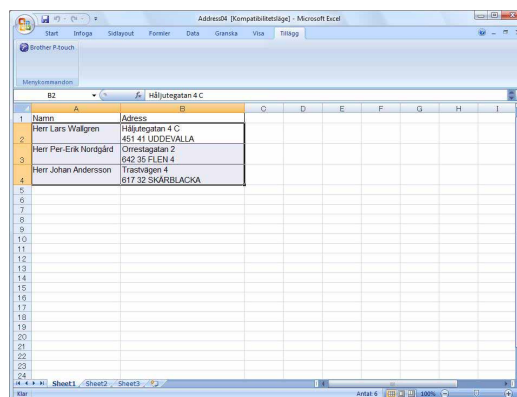 Address04 [Kompatibilitetsläge] - Microsoft Excel
Start Infoga Sidlayout Formler Data Granska Visa Tillägg
Brother P-touch
Menykommandon
B2 fx Håljutegatan 4 C
A B C D E F G H I
1 Namn Adress
Herr Lars Wallgren Håljutegatan 4 C
2 451 41 UDDEVALLA
Herr Per-Erik Nordgård Orrestagatan 2
3 642 35 FLEN 4
Herr Johan Andersson Trastvägen 4
4 617 32 SKÄRBLACKA
5
6
7
8
9
10
11
12
13
14
15
16
17
18
19
20
21
22
23
24
Sheet1 Sheet2 Sheet3
Klar Antal: 6 100%